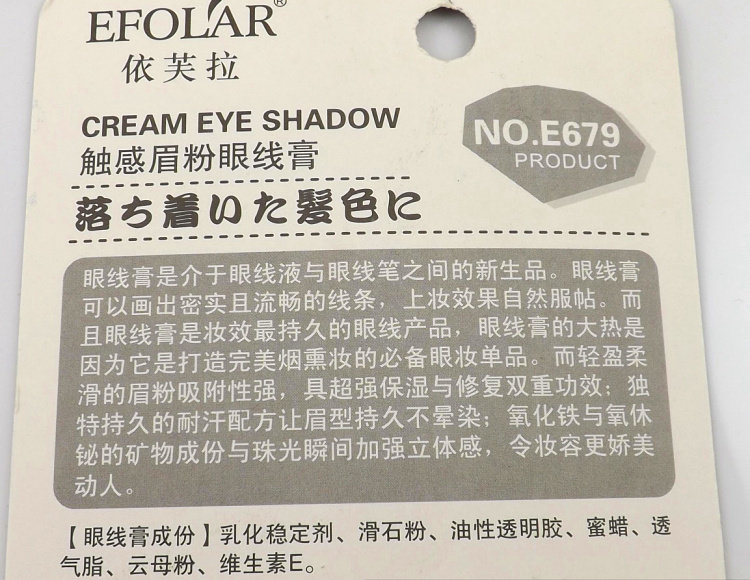 EFOLAR®
依芙拉
CREAM EYE SHADOW
触感眉粉眼线膏
NO.E679
PRODUCT
落ち着いた髪色に
眼线膏是介于眼线液与眼线笔之间的新生品。眼线膏
可以画出密实且流畅的线条，上妆效果自然服帖。而
且眼线膏是妆效最持久的眼线产品，眼线膏的大热是
因为它是打造完美烟熏妆的必备眼妆单品。而轻盈柔
滑的眉粉吸附性强，具超强保湿与修复双重功效；独
特持久的耐汗配方让眉型持久不晕染；氧化铁与氧休
铋的矿物成份与珠光瞬间加强立体感，令妆容更娇美
动人。
【眼线膏成份】乳化稳定剂、滑石粉、油性透明胶、蜜蜡、透
气脂、云母粉、维生素E。